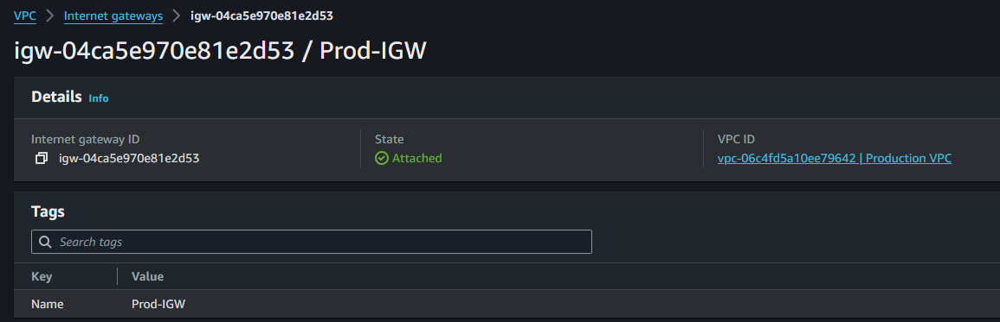 VPC > Internet gateways > igw-04ca5e970e81e2d53
igw-04ca5e970e81e2d53 / Prod-IGW
Details Info
Internet gateway ID
igw-04ca5e970e81e2d53
State
Attached
VPC ID
vpc-06c4fd5a10ee79642 | Production VPC
Tags
Search tags
Key Value
Name Prod-IGW